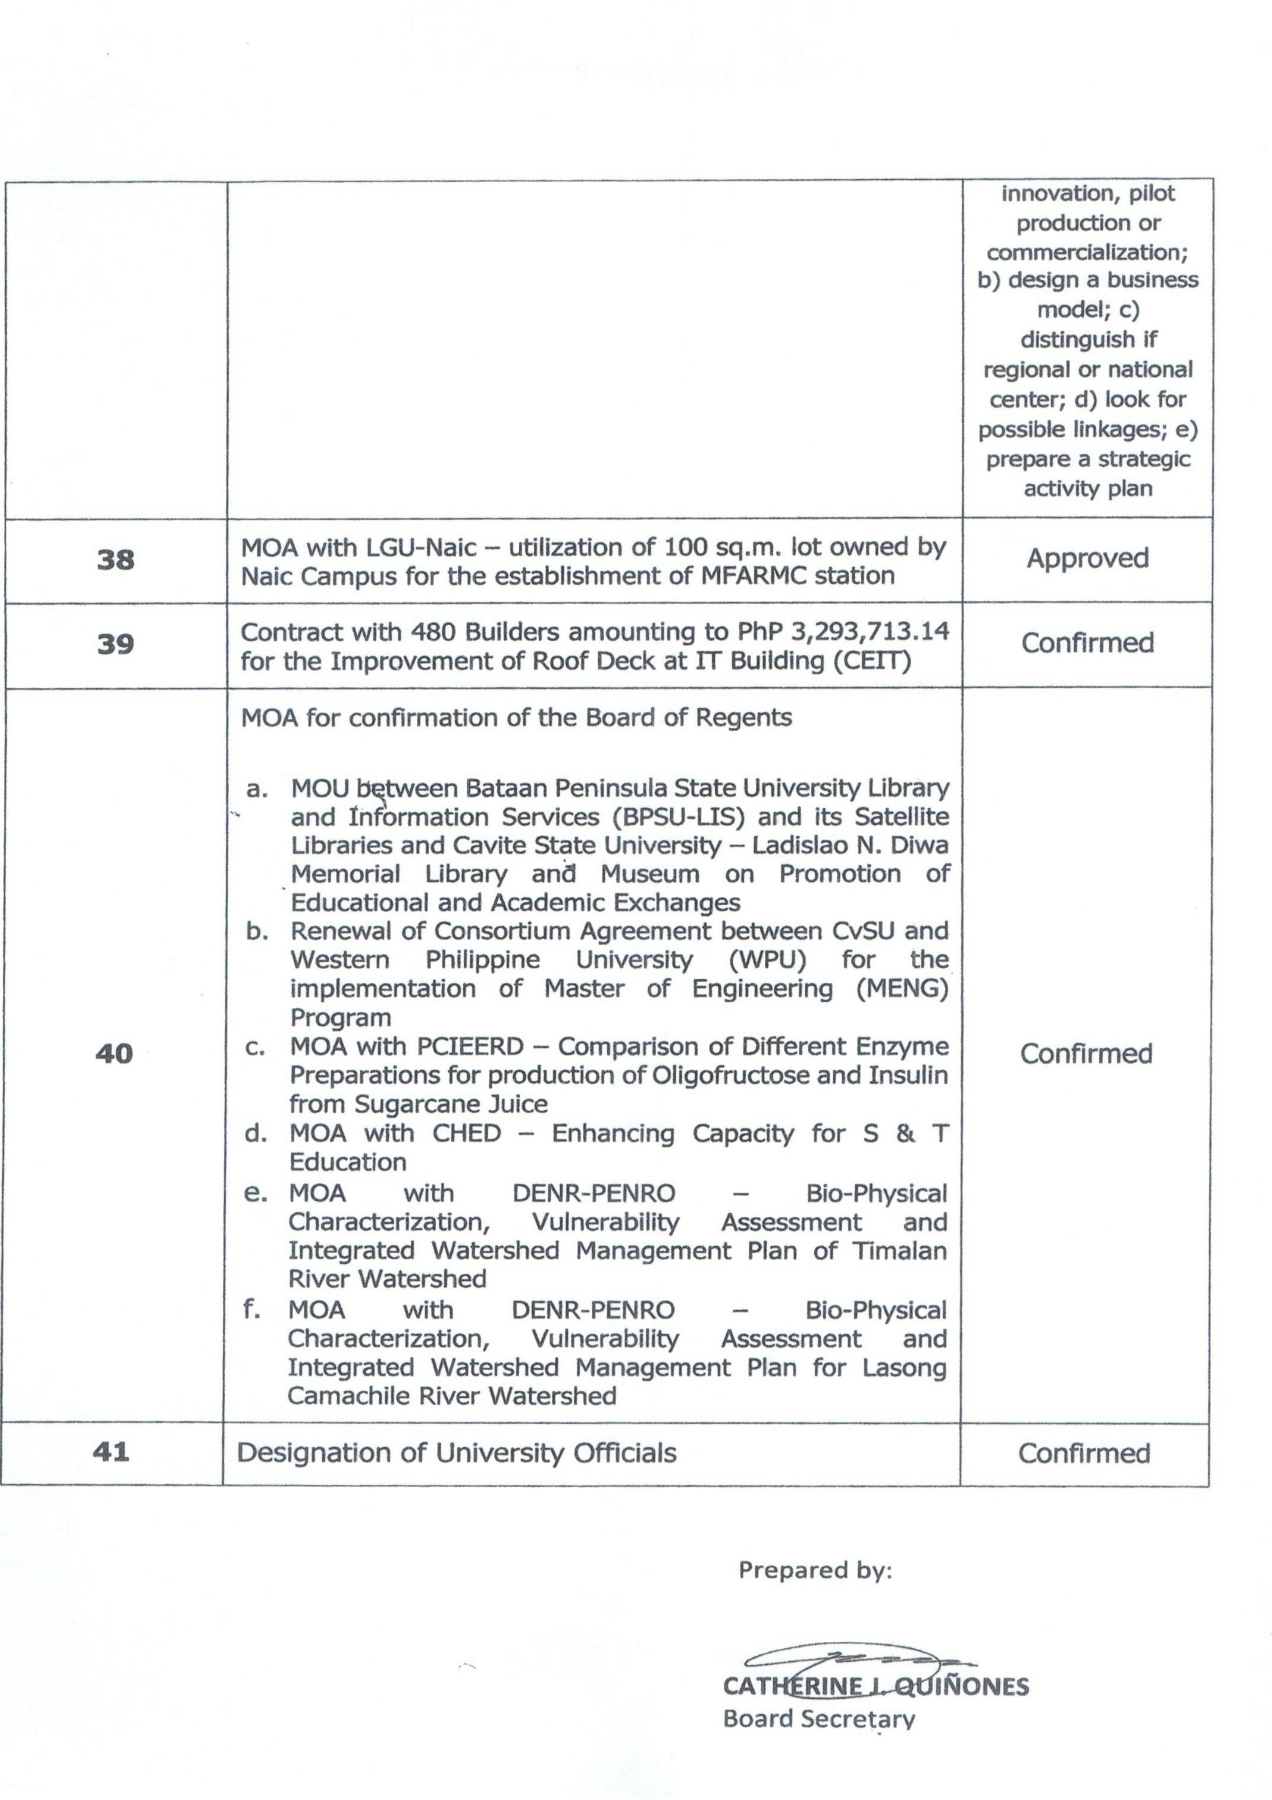 innovation, pilot
production or
commercialization;
b) design a business
model; c)
distinguish if
regional or national
center; d) look for
possible linkages; e)
prepare a strategic
activity plan
38
MOA with LGU-Naic – utilization of 100 sq.m. lot owned by
Naic Campus for the establishment of MFARMC station
Approved
39
Contract with 480 Builders amounting to PhP 3,293,713.14
for the Improvement of Roof Deck at IT Building (CEIT)
Confirmed
40
MOA for confirmation of the Board of Regents
a. MOU between Bataan Peninsula State University Library
and Information Services (BPSU-LIS) and its Satellite
Libraries and Cavite State University – Ladislao N. Diwa
Memorial Library and Museum on Promotion of
Educational and Academic Exchanges
b. Renewal of Consortium Agreement between CvSU and
Western Philippine University (WPU) for the
implementation of Master of Engineering (MENG)
Program
c. MOA with PCIEERD – Comparison of Different Enzyme
Preparations for production of Oligofructose and Insulin
from Sugarcane Juice
d. MOA with CHED – Enhancing Capacity for S & T
Education
e. MOA with DENR-PENRO – Bio-Physical
Characterization, Vulnerability Assessment and
Integrated Watershed Management Plan of Timalan
River Watershed
f. MOA with DENR-PENRO – Bio-Physical
Characterization, Vulnerability Assessment and
Integrated Watershed Management Plan for Lasong
Camachile River Watershed
Confirmed
41
Designation of University Officials
Confirmed
Prepared by:
CATHERINE J. QUIÑONES
Board Secretary